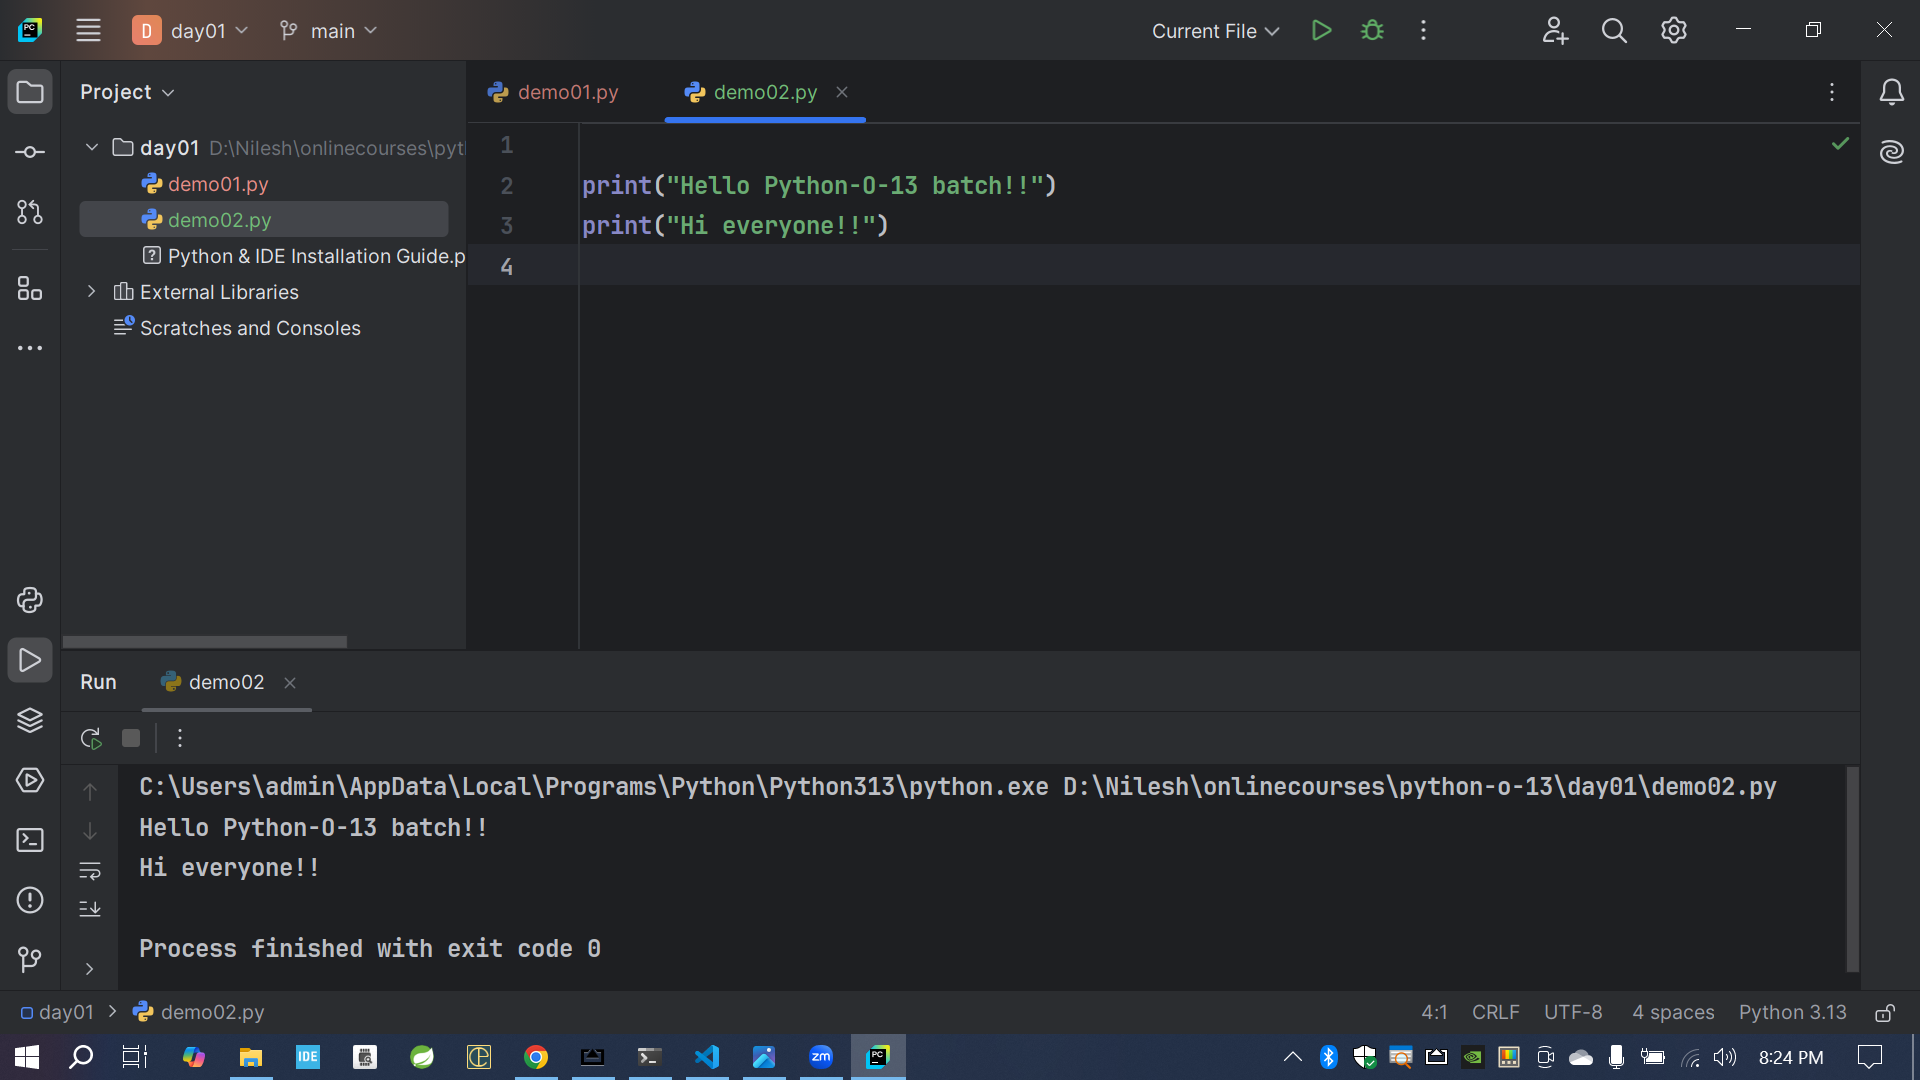 D day01 main Current File
Project
demo01.py demo02.py
day01 D:\Nilesh\onlinecourses\pyt
demo01.py
demo02.py
Python & IDE Installation Guide.p
External Libraries
Scratches and Consoles
1
2 print("Hello Python-O-13 batch!!")
3 print("Hi everyone!!")
4
Run demo02
C:\Users\admin\AppData\Local\Programs\Python\Python313\python.exe D:\Nilesh\onlinecourses\python-o-13\day01\demo02.py
Hello Python-O-13 batch!!
Hi everyone!!
Process finished with exit code 0
day01 > demo02.py 4:1 CRLF UTF-8 4 spaces Python 3.13
IDE zm PC 8:24 PM